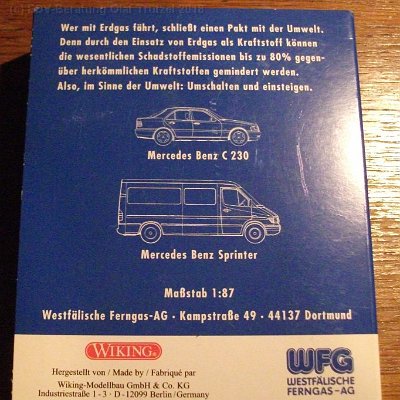 Wer mit Erdgas fährt, schließt einen Pakt mit der Umwelt.
Denn durch den Einsatz von Erdgas als Kraftstoff können
die wesentlichen Schadstoffemissionen bis zu 80% gegen-
über herkömmlichen Kraftstoffen gemindert werden.
Also, im Sinne der Umwelt: Umschalten und einsteigen.
Mercedes Benz C 230
Mercedes Benz Sprinter
Maßstab 1:87
Westfälische Ferngas-AG · Kampstraße 49 · 44137 Dortmund
WIKING®
Hergestellt von / Made by / Fabriqué par
Wiking-Modellbau GmbH & Co. KG
Industriestraße 1 - 3 · D-12099 Berlin/Germany
WFG
WESTFÄLISCHE
FERNGAS-AG